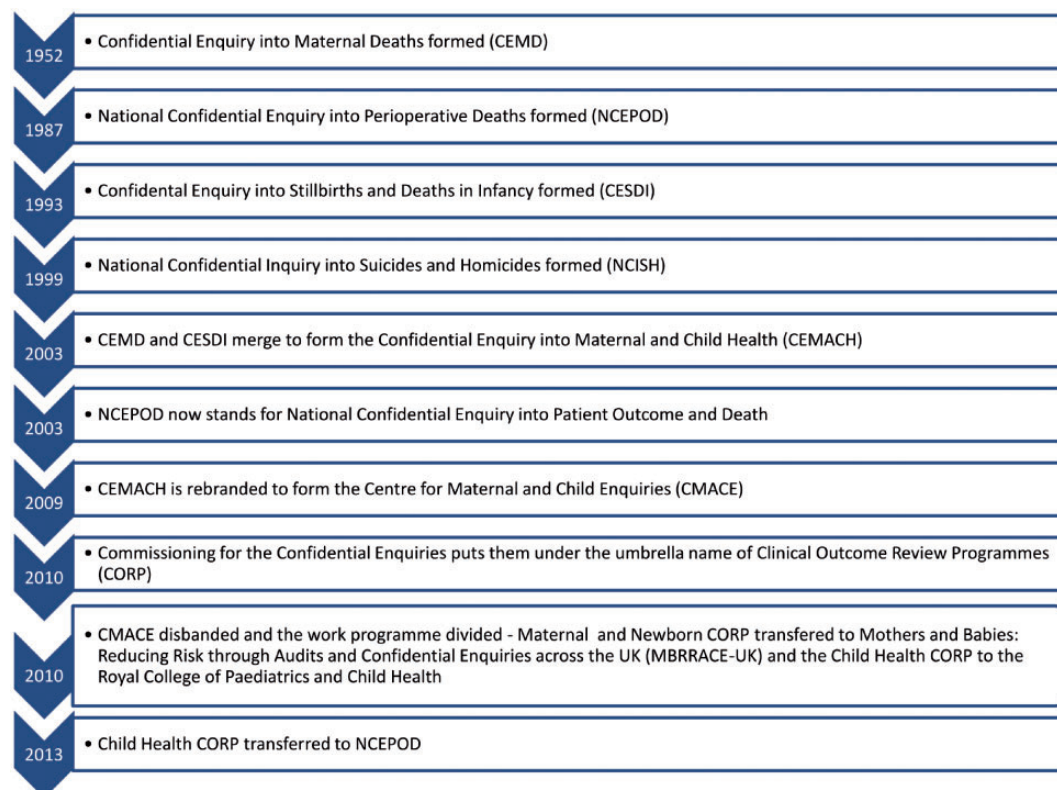 1952
• Confidential Enquiry into Maternal Deaths formed (CEMD)
1987
• National Confidential Enquiry into Perioperative Deaths formed (NCEPOD)
1993
• Confidental Enquiry into Stillbirths and Deaths in Infancy formed (CESDI)
1999
• National Confidential Inquiry into Suicides and Homicides formed (NCISH)
2003
• CEMD and CESDI merge to form the Confidential Enquiry into Maternal and Child Health (CEMACH)
2003
• NCEPOD now stands for National Confidential Enquiry into Patient Outcome and Death
2009
• CEMACH is rebranded to form the Centre for Maternal and Child Enquiries (CMACE)
2010
• Commissioning for the Confidential Enquiries puts them under the umbrella name of Clinical Outcome Review Programmes
(CORP)
2010
• CMACE disbanded and the work programme divided - Maternal and Newborn CORP transfered to Mothers and Babies:
Reducing Risk through Audits and Confidential Enquiries across the UK (MBRRACE-UK) and the Child Health CORP to the
Royal College of Paediatrics and Child Health
2013
• Child Health CORP transferred to NCEPOD